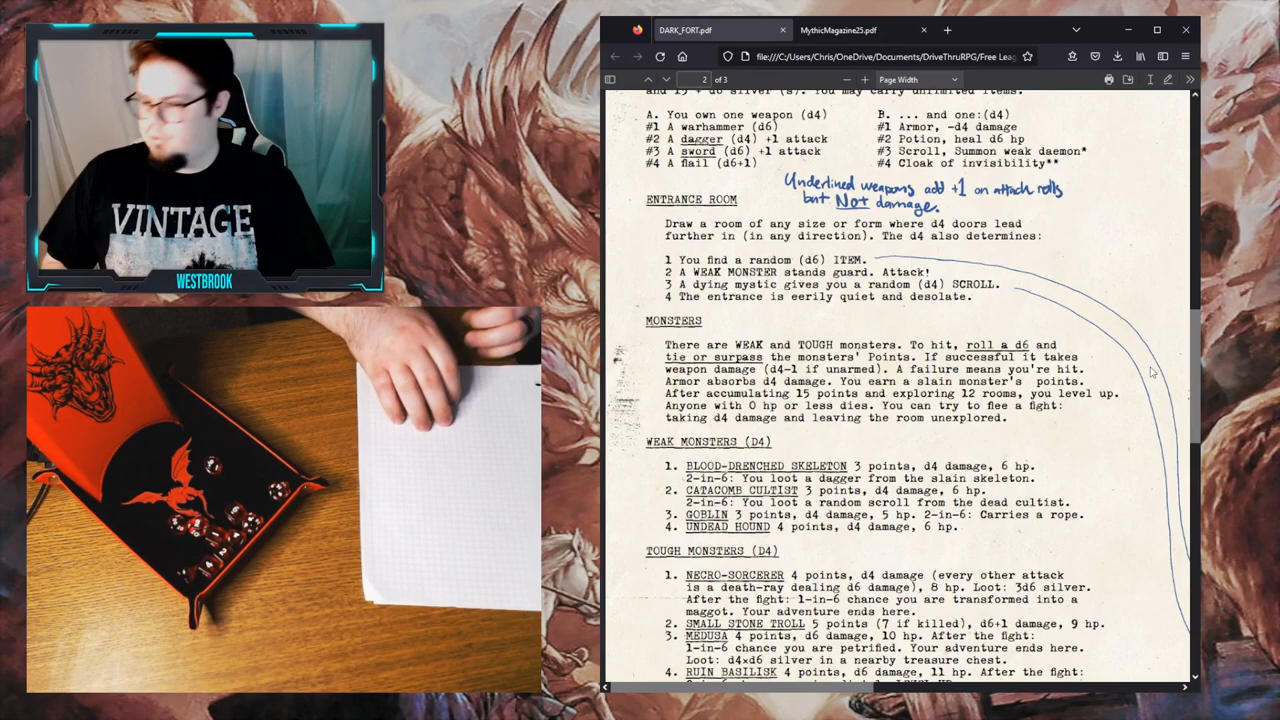 VINTAGE
WESTBROOK
DARK_FORT.pdf
MythicMagazine25.pdf
file:///C:/Users/Chris/OneDrive/Documents/DriveThruRPG/Free Leag
2 of 3
Page Width
and 15 + d6 silver (s). You may carry unlimited items.
A. You own one weapon (d4)
#1 A warhammer (d6)
#2 A dagger (d4) +1 attack
#3 A sword (d6) +1 attack
#4 A flail (d6+1)
B. ... and one:(d4)
#1 Armor, -d4 damage
#2 Potion, heal d6 hp
#3 Scroll, Summon weak daemon*
#4 Cloak of invisibility**
Underlined weapons add +1 on attack rolls
but Not damage.
ENTRANCE ROOM
Draw a room of any size or form where d4 doors lead
further in (in any direction). The d4 also determines:
1 You find a random (d6) ITEM.
2 A WEAK MONSTER stands guard. Attack!
3 A dying mystic gives you a random (d4) SCROLL.
4 The entrance is eerily quiet and desolate.
MONSTERS
There are WEAK and TOUGH monsters. To hit, roll a d6 and
tie or surpass the monsters' Points. If successful it takes
weapon damage (d4-1 if unarmed). A failure means you're hit.
Armor absorbs d4 damage. You earn a slain monster's points.
After accumulating 15 points and exploring 12 rooms, you level up.
Anyone with 0 hp or less dies. You can try to flee a fight:
taking d4 damage and leaving the room unexplored.
WEAK MONSTERS (D4)
1. BLOOD-DRENCHED SKELETON 3 points, d4 damage, 6 hp.
2-in-6: You loot a dagger from the slain skeleton.
2. CATACOMB CULTIST 3 points, d4 damage, 6 hp.
2-in-6: You loot a random scroll from the dead cultist.
3. GOBLIN 3 points, d4 damage, 5 hp. 2-in-6: Carries a rope.
4. UNDEAD HOUND 4 points, d4 damage, 6 hp.
TOUGH MONSTERS (D4)
1. NECRO-SORCERER 4 points, d4 damage (every other attack
is a death-ray dealing d6 damage), 8 hp. Loot: 3d6 silver.
After the fight: 1-in-6 chance you are transformed into a
maggot. Your adventure ends here.
2. SMALL STONE TROLL 5 points (7 if killed), d6+1 damage, 9 hp.
3. MEDUSA 4 points, d6 damage, 10 hp. After the fight:
1-in-6 chance you are petrified. Your adventure ends here.
Loot: d4xd6 silver in a nearby treasure chest.
4. RUIN BASILISK 4 points, d6 damage, 11 hp. After the fight: